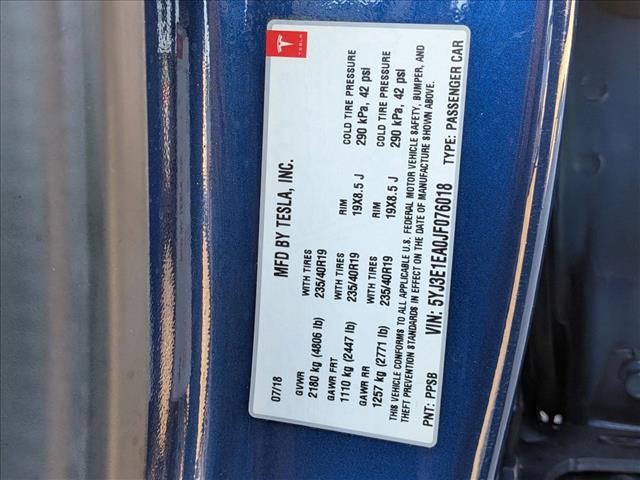 TESLA
MFD BY TESLA, INC.
07/18
GVWR WITH TIRES RIM COLD TIRE PRESSURE
2180 kg (4806 lb) 235/40R19 19X8.5 J 290 kPa, 42 psi
GAWR FRT WITH TIRES RIM COLD TIRE PRESSURE
1110 kg (2447 lb) 235/40R19 19X8.5 J 290 kPa, 42 psi
GAWR RR WITH TIRES
1257 kg (2771 lb) 235/40R19
THIS VEHICLE CONFORMS TO ALL APPLICABLE U.S. FEDERAL MOTOR VEHICLE SAFETY, BUMPER, AND
THEFT PREVENTION STANDARDS IN EFFECT ON THE DATE OF MANUFACTURE SHOWN ABOVE.
PNT: PPSB VIN: 5YJ3E1EA0JF076018 TYPE: PASSENGER CAR